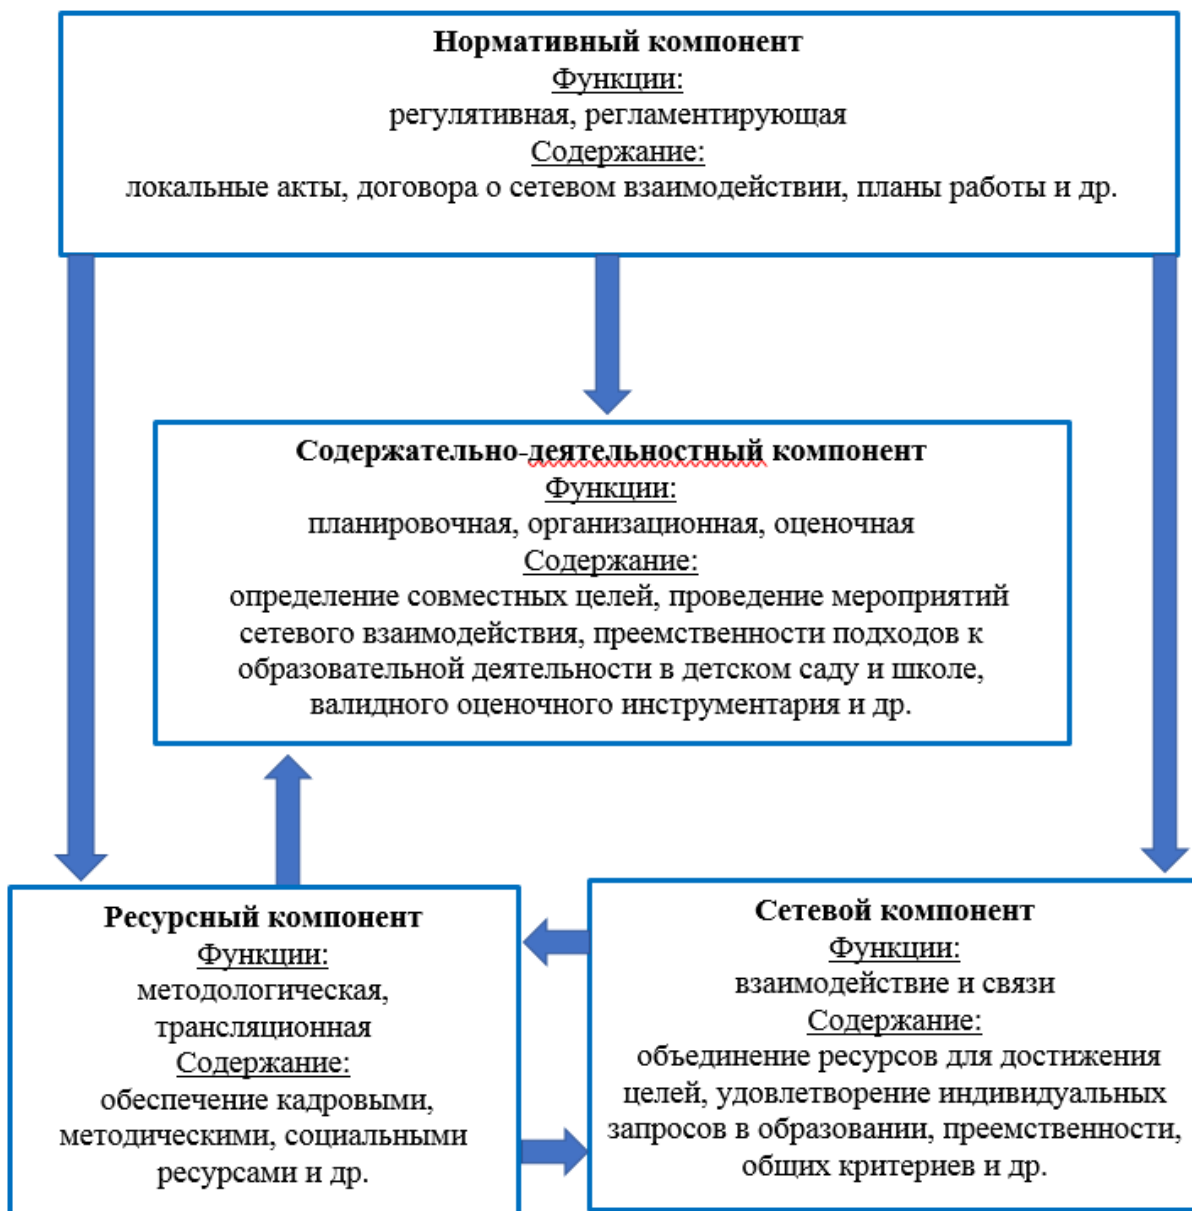 Нормативный компонент
Функции:
регулятивная, регламентирующая
Содержание:
локальные акты, договора о сетевом взаимодействии, планы работы и др.
Содержательно-деятельностный компонент
Функции:
планировочная, организационная, оценочная
Содержание:
определение совместных целей, проведение мероприятий
сетевого взаимодействия, преемственности подходов к
образовательной деятельности в детском саду и школе,
валидного оценочного инструментария и др.
Ресурсный компонент
Функции:
методологическая,
трансляционная
Содержание:
обеспечение кадровыми,
методическими, социальными
ресурсами и др.
Сетевой компонент
Функции:
взаимодействие и связи
Содержание:
объединение ресурсов для достижения
целей, удовлетворение индивидуальных
запросов в образовании, преемственности,
общих критериев и др.